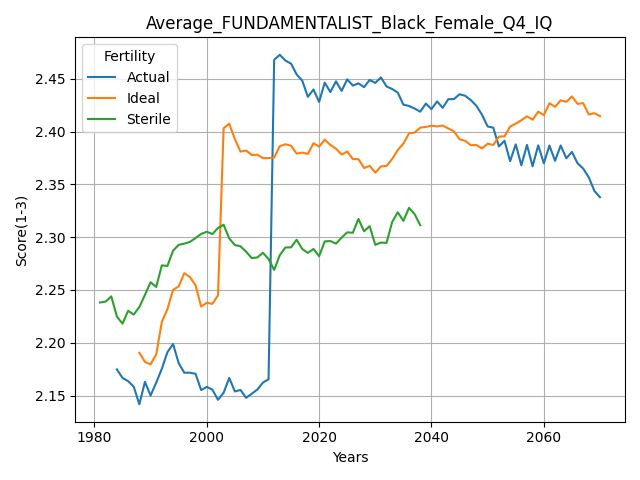 Average_FUNDAMENTALIST_Black_Female_Q4_IQ
Fertility
Actual
Ideal
Sterile
Score(1-3)
2.45
2.40
2.35
2.30
2.25
2.20
2.15
1980 2000 2020 2040 2060
Years